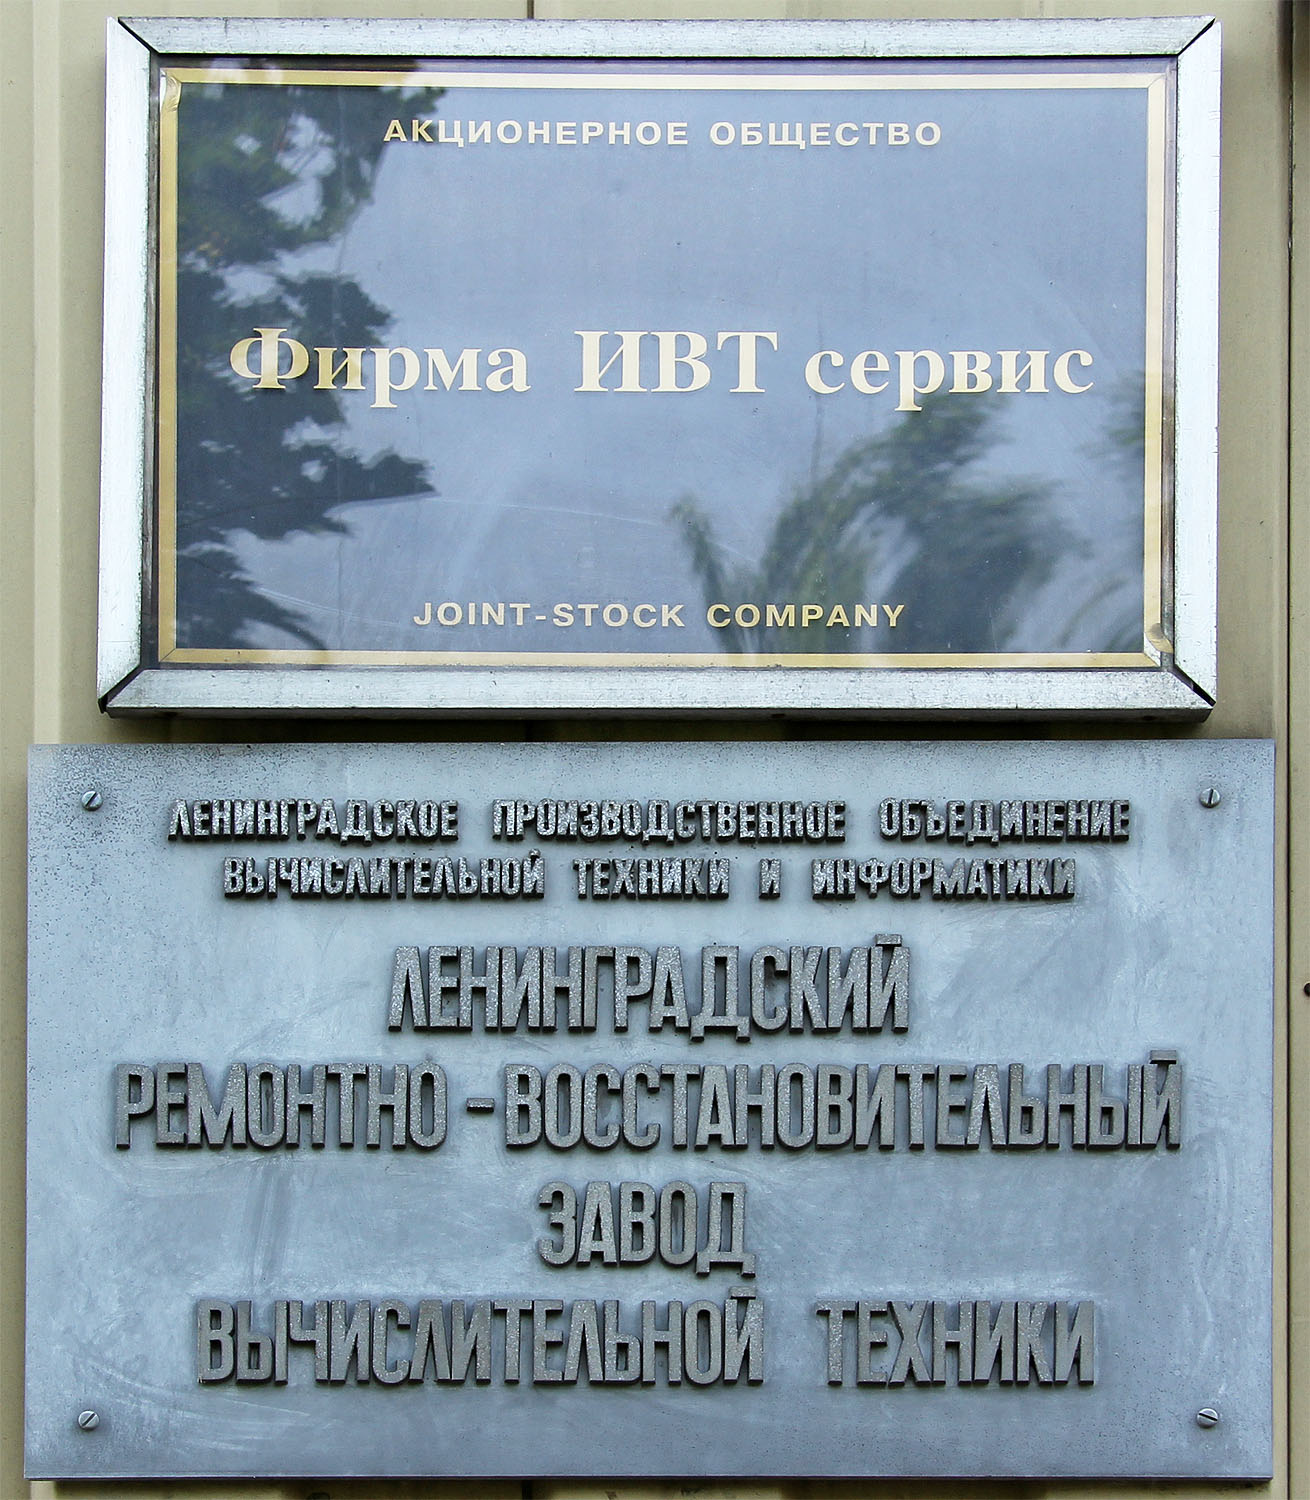 АКЦИОНЕРНОЕ ОБЩЕСТВО
Фирма ИВТ сервис
JOINT-STOCK COMPANY
ЛЕНИНГРАДСКОЕ ПРОИЗВОДСТВЕННОЕ ОБЪЕДИНЕНИЕ
ВЫЧИСЛИТЕЛЬНОЙ ТЕХНИКИ И ИНФОРМАТИКИ
ЛЕНИНГРАДСКИЙ
РЕМОНТНО-ВОССТАНОВИТЕЛЬНЫЙ
ЗАВОД
ВЫЧИСЛИТЕЛЬНОЙ ТЕХНИКИ